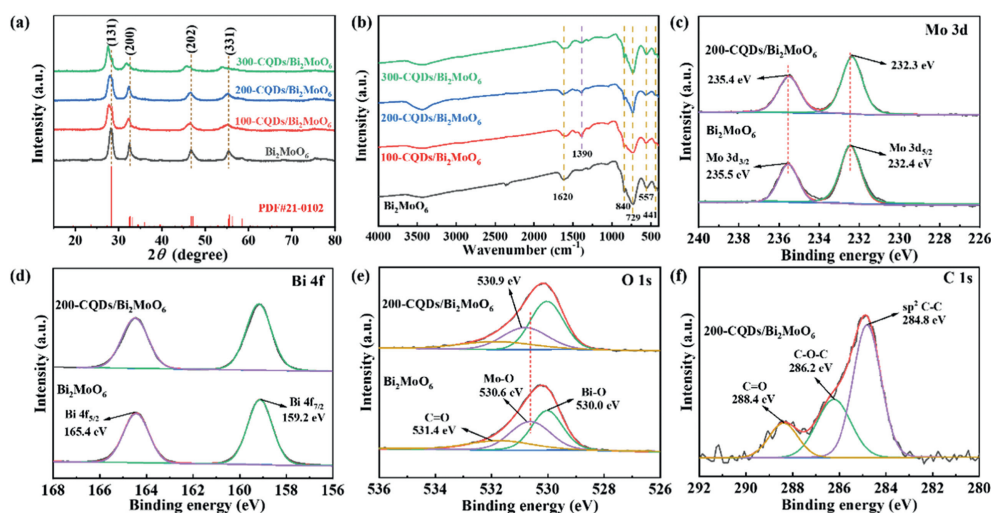 (a)
(131)
(200)
(202)
(331)
300-CQDs/Bi₂MoO₆
200-CQDs/Bi₂MoO₆
100-CQDs/Bi₂MoO₆
Bi₂MoO₆
PDF#21-0102
Intensity (a.u.)
20 30 40 50 60 70 80
2θ (degree)
(b)
300-CQDs/Bi₂MoO₆
200-CQDs/Bi₂MoO₆
100-CQDs/Bi₂MoO₆
Bi₂MoO₆
1620
1390
840
729
557
441
Intensity (a.u.)
4000 3500 3000 2500 2000 1500 1000 500
Wavenumber (cm⁻¹)
(c)
Mo 3d
200-CQDs/Bi₂MoO₆
235.4 eV
232.3 eV
Bi₂MoO₆
Mo 3d₃/₂
235.5 eV
Mo 3d₅/₂
232.4 eV
Intensity (a.u.)
240 238 236 234 232 230 228 226
Binding energy (eV)
(d)
Bi 4f
200-CQDs/Bi₂MoO₆
Bi₂MoO₆
Bi 4f₅/₂
165.4 eV
Bi 4f₇/₂
159.2 eV
Intensity (a.u.)
168 166 164 162 160 158 156
Binding energy (eV)
(e)
O 1s
530.9 eV
200-CQDs/Bi₂MoO₆
Bi₂MoO₆
Mo-O
530.6 eV
Bi-O
530.0 eV
C=O
531.4 eV
Intensity (a.u.)
536 534 532 530 528 526
Binding energy (eV)
(f)
C 1s
200-CQDs/Bi₂MoO₆
sp² C-C
284.8 eV
C-O-C
286.2 eV
C=O
288.4 eV
Intensity (a.u.)
292 290 288 286 284 282 280
Binding energy (eV)